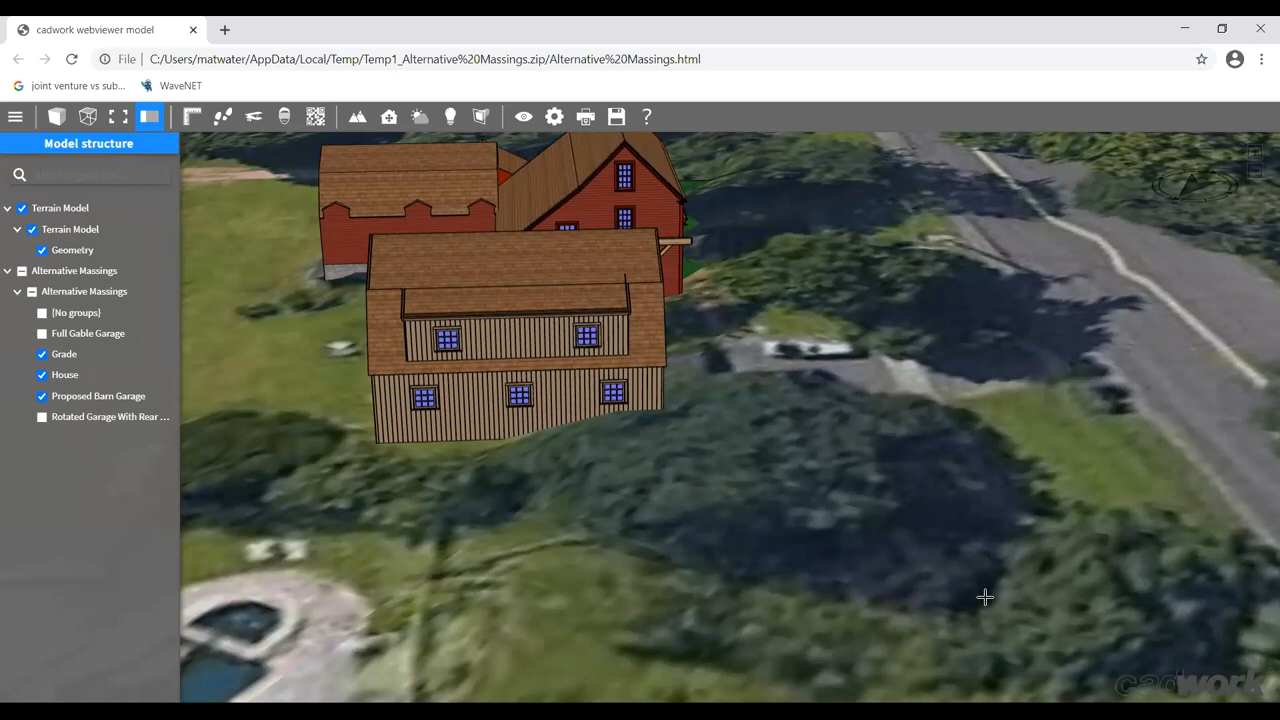 cadwork webviewer model
File C:/Users/matwater/AppData/Local/Temp/Temp1_Alternative%20Massings.zip/Alternative%20Massings.html
joint venture vs sub... WaveNET
Model structure
Terrain Model
Terrain Model
Geometry
Alternative Massings
Alternative Massings
{No groups}
Full Gable Garage
Grade
House
Proposed Barn Garage
Rotated Garage With Rear ...
cadwork